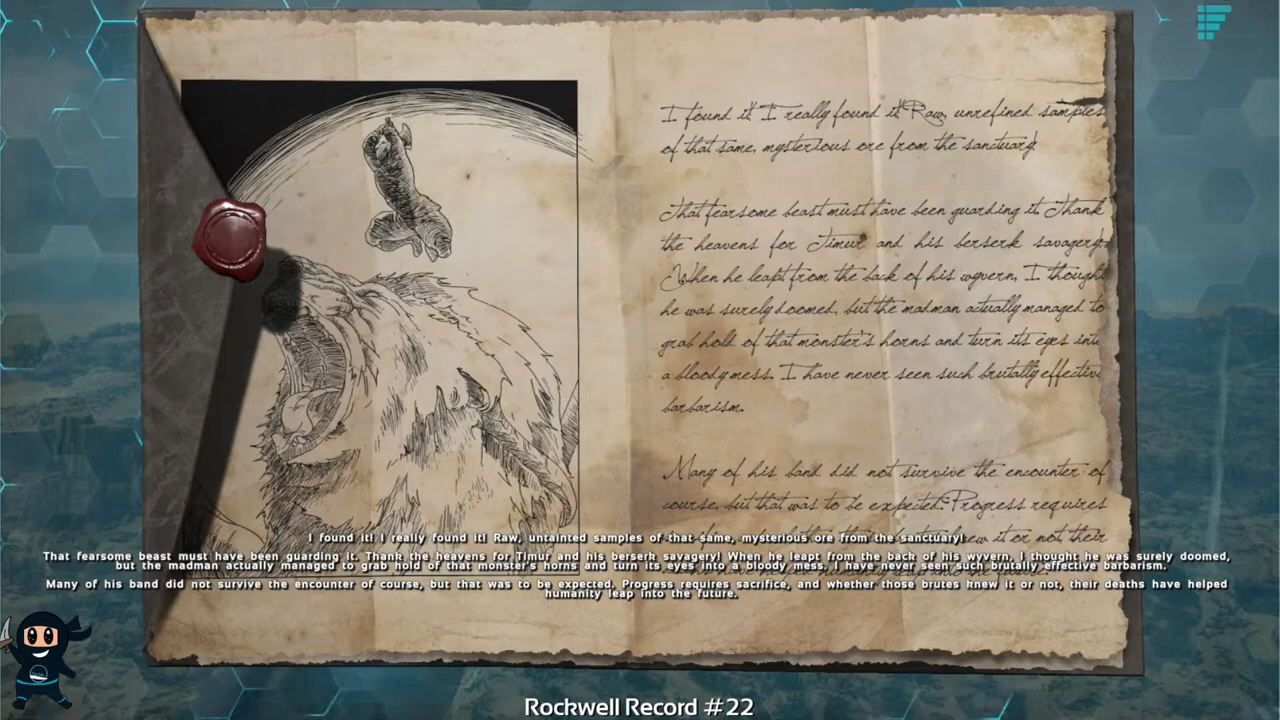 I found it! I really found it! Raw, unrefined samples
of that same, mysterious ore from the sanctuary!
That fearsome beast must have been guarding it. Thank
the heavens for Timur and his berserk savagery!
When he leapt from the back of his wyvern, I though
he was surely doomed, but the madman actually managed to
grab hold of that monster's horns and turn its eyes into
a bloody mess. I have never seen such brutally effective
barbarism.
Many of his band did not survive the encounter of
course, but that was to be expected. Progress requires
knew it or not their
I found it! I really found it! Raw, untainted samples of that same, mysterious ore from the sanctuary!
That fearsome beast must have been guarding it. Thank the heavens for Timur and his berserk savagery! When he leapt from the back of his wyvern, I thought he was surely doomed,
but the madman actually managed to grab hold of that monster's horns and turn its eyes into a bloody mess. I have never seen such brutally effective barbarism.
Many of his band did not survive the encounter of course, but that was to be expected. Progress requires sacrifice, and whether those brutes knew it or not, their deaths have helped
humanity leap into the future.
Rockwell Record #22